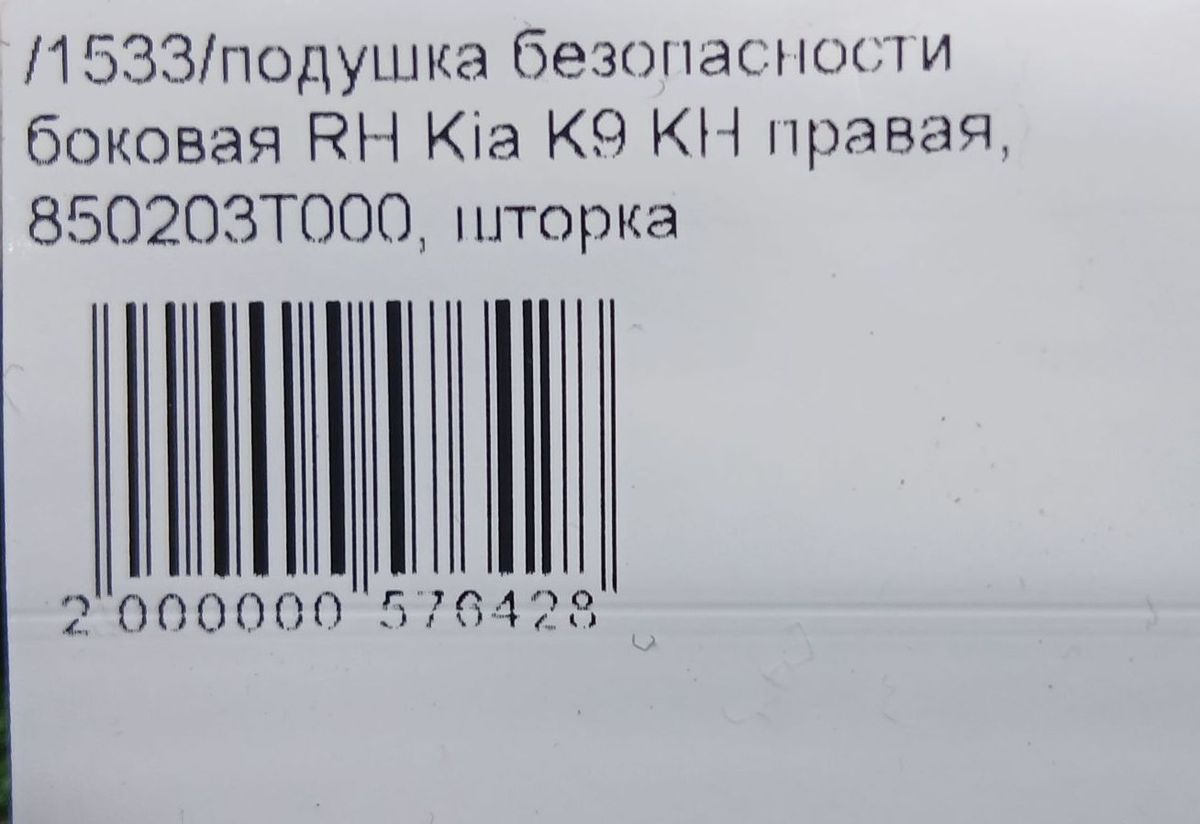 /1533/подушка безопасности
боковая RH Kia K9 KH правая,
850203T000, шторка
2 000000 576428